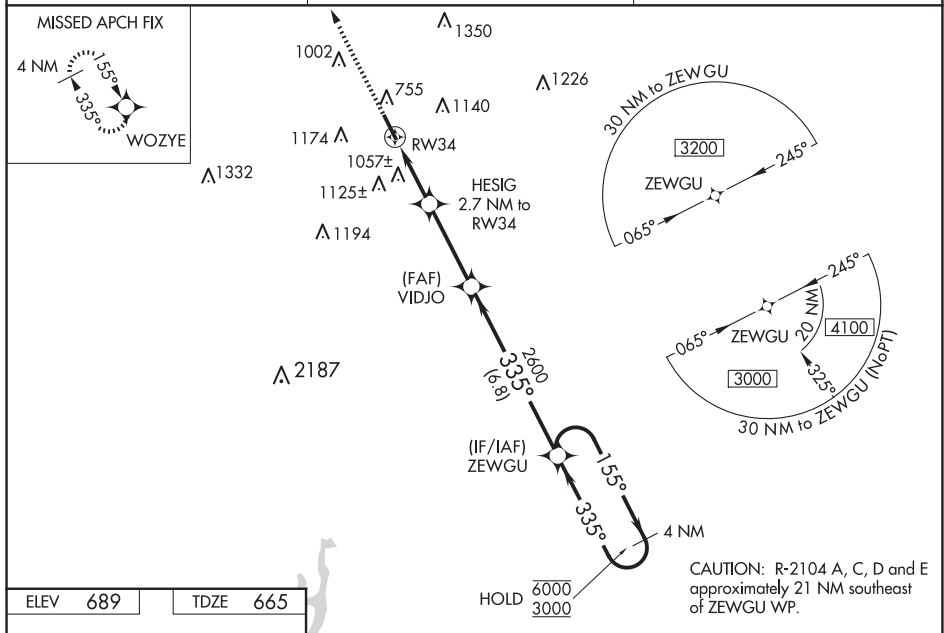 MISSED APCH FIX
4 NM
155°
335°
WOZYE
1350
1002
1226
755
1140
1174
RW34
1057±
1332
1125±
HESIG
2.7 NM to
RW34
1194
(FAF)
VIDJO
2187
2600
335°
(6.8)
(IF/IAF)
ZEWGU
155°
335°
4 NM
HOLD
6000
3000
30 NM to ZEWGU
3200
245°
ZEWGU
065°
245°
065°
ZEWGU
20 NM
4100
3000
325°
30 NM to ZEWGU (NoPT)
CAUTION: R-2104 A, C, D and E
approximately 21 NM southeast
of ZEWGU WP.
ELEV 689
TDZE 665